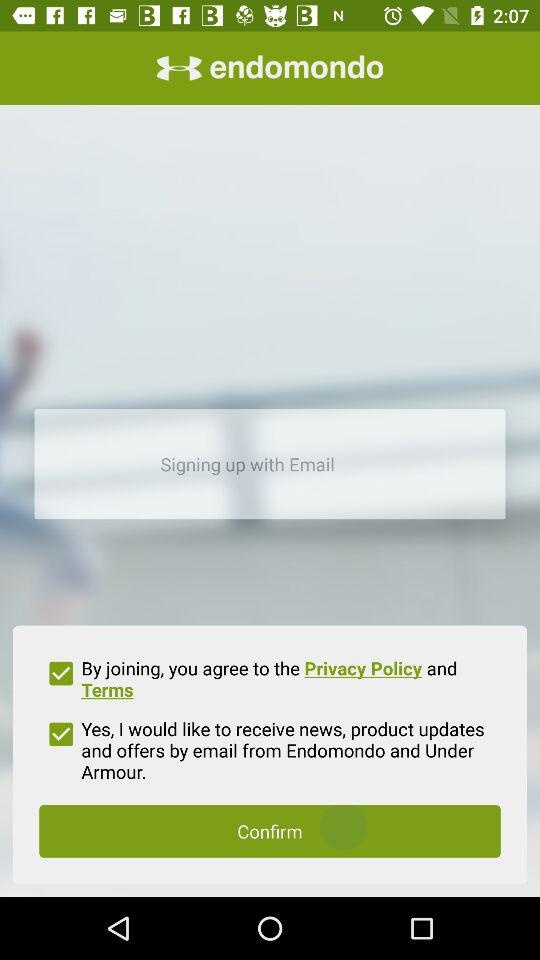 2:07
endomondo
Signing up with Email
By joining, you agree to the Privacy Policy and
Terms
Yes, I would like to receive news, product updates
and offers by email from Endomondo and Under
Armour.
Confirm